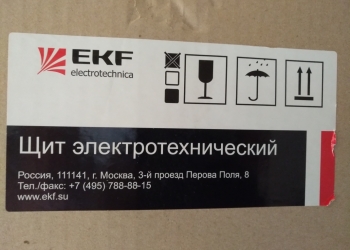 EKF
electrotechnica
Щит электротехнический
Россия, 111141, г. Москва, 3-й проезд Перова Поля, 8
Тел./факс: +7 (495) 788-88-15
www.ekf.su